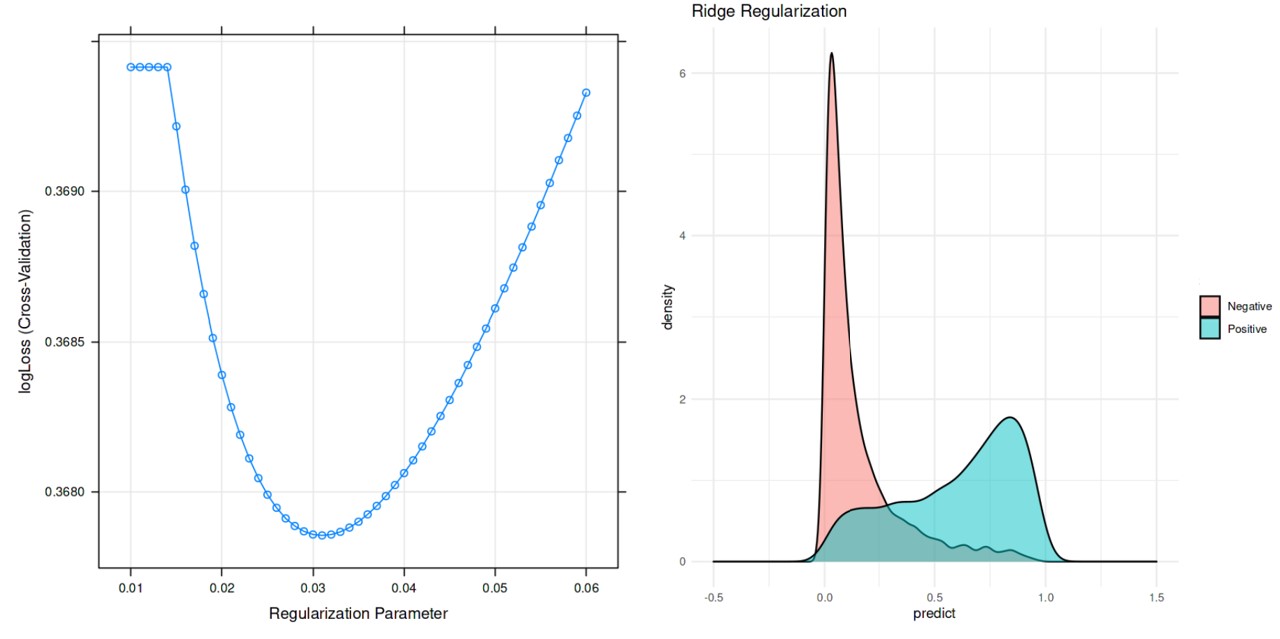 logLoss (Cross-Validation)
0.3690
0.3685
0.3680
0.01 0.02 0.03 0.04 0.05 0.06
Regularization Parameter
Ridge Regularization
density
6
4
2
0
-0.5 0.0 0.5 1.0 1.5
predict
Negative
Positive